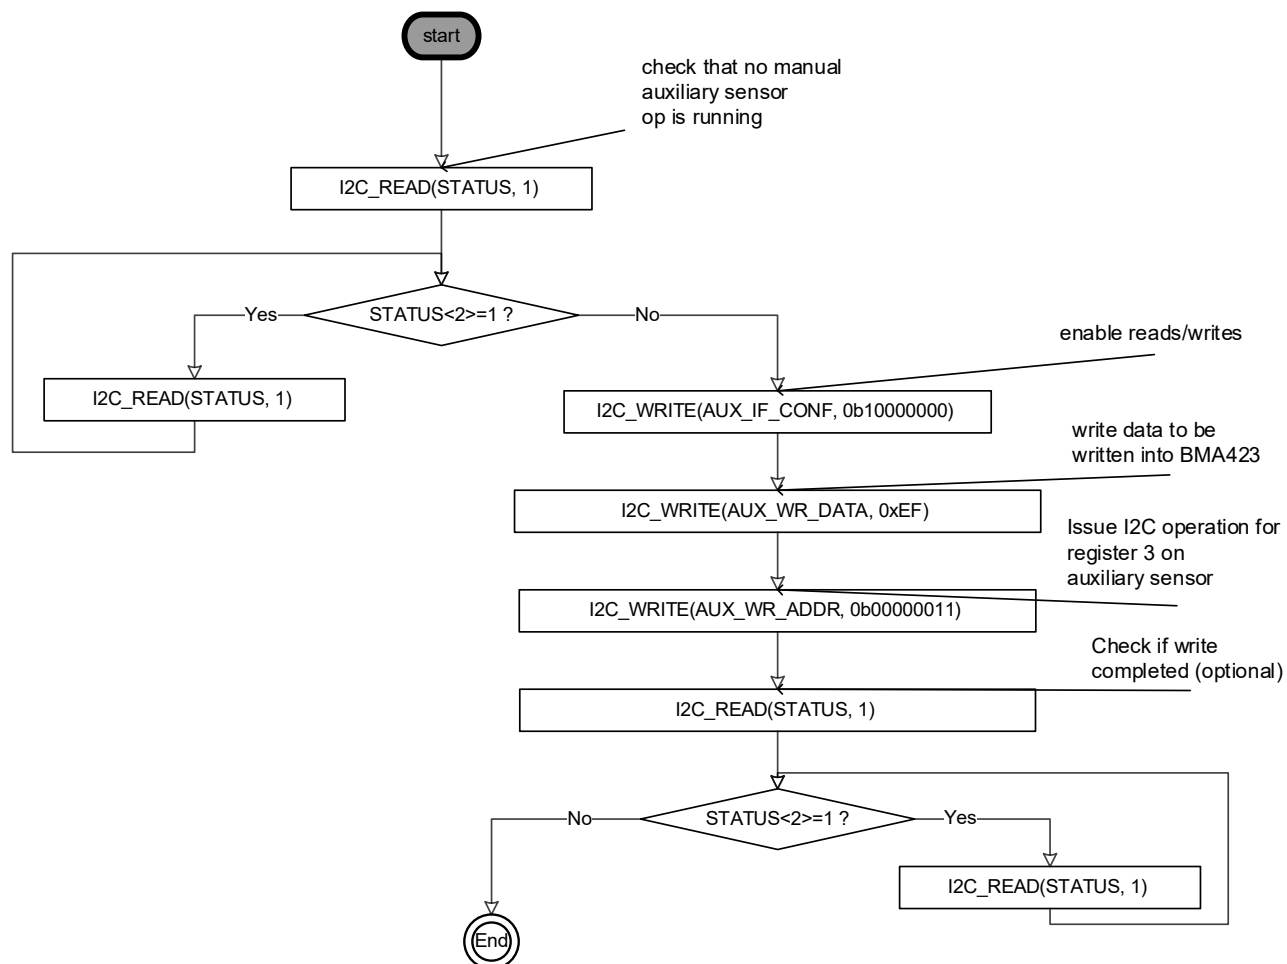 start
check that no manual
auxiliary sensor
op is running
I2C_READ(STATUS, 1)
STATUS<2>=1 ?
Yes
No
I2C_READ(STATUS, 1)
enable reads/writes
I2C_WRITE(AUX_IF_CONF, 0b10000000)
write data to be
written into BMA423
I2C_WRITE(AUX_WR_DATA, 0xEF)
Issue I2C operation for
register 3 on
auxiliary sensor
I2C_WRITE(AUX_WR_ADDR, 0b00000011)
Check if write
completed (optional)
I2C_READ(STATUS, 1)
STATUS<2>=1 ?
No
Yes
I2C_READ(STATUS, 1)
End